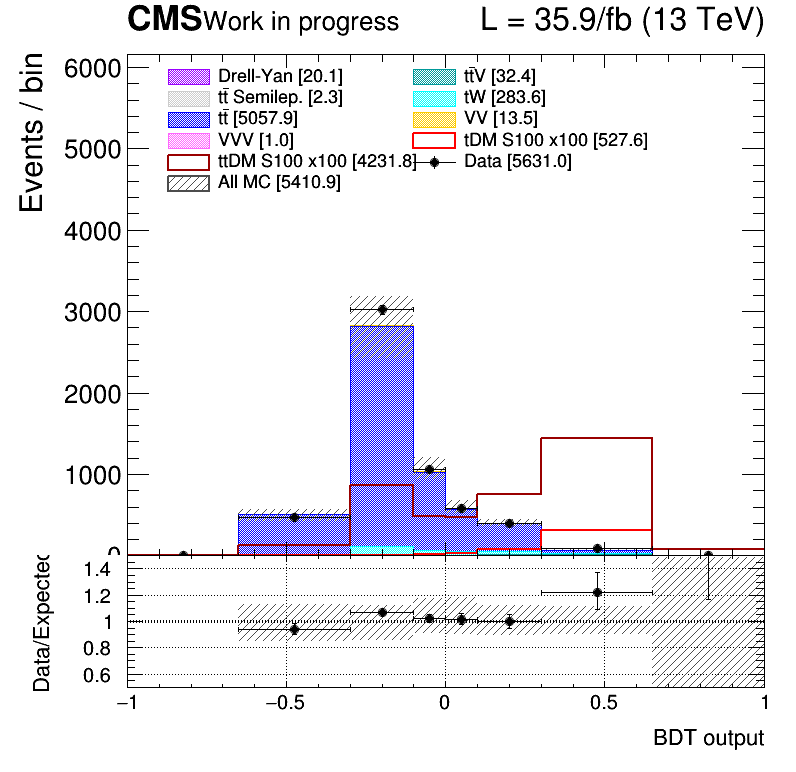 CMS Work in progress L = 35.9/fb (13 TeV)
Events / bin
6000
5000
4000
3000
2000
1000
0
Drell-Yan [20.1] tt̄V [32.4]
tt̄ Semilep. [2.3] tW [283.6]
tt̄ [5057.9] VV [13.5]
VVV [1.0] tDM S100 x100 [527.6]
ttDM S100 x100 [4231.8] Data [5631.0]
All MC [5410.9]
Data/Expected
1.4
1.2
1
0.8
0.6
−1 −0.5 0 0.5 1
BDT output